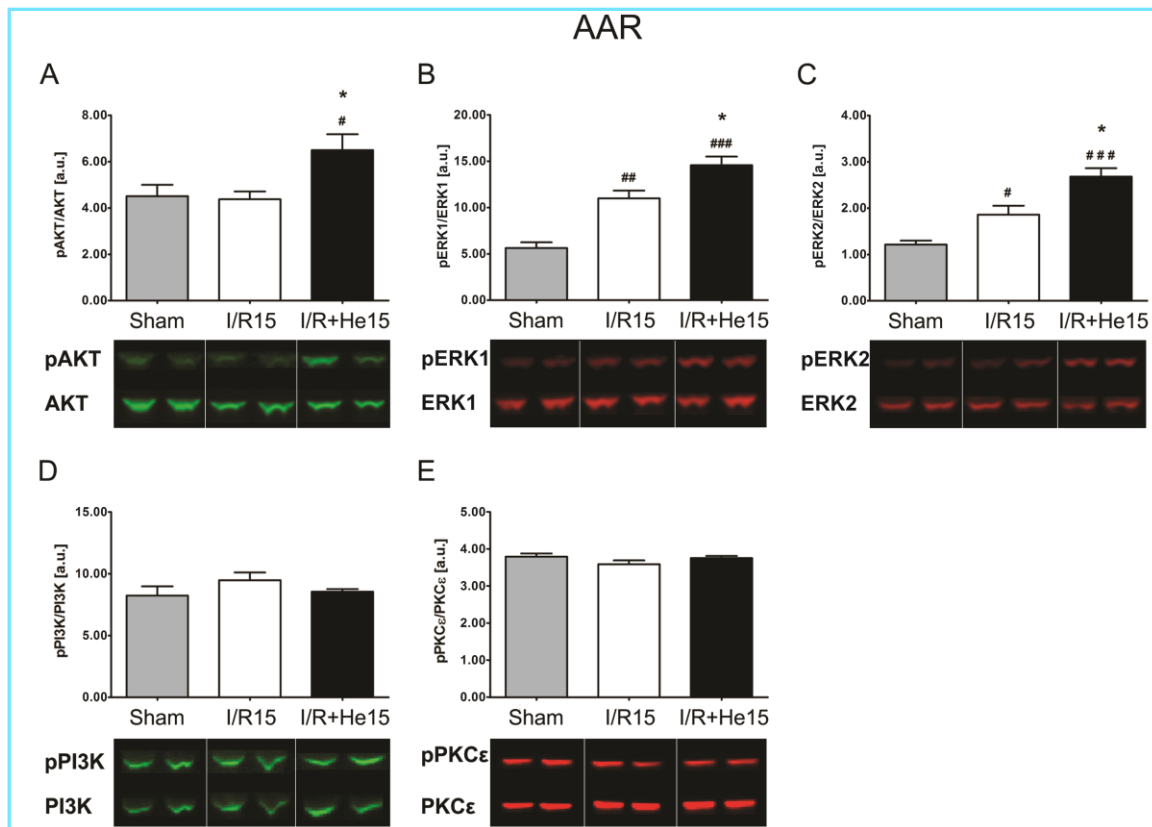 AAR
A
pAKT/AKT [a.u.]
8.00
6.00
4.00
2.00
0.00
*
#
Sham I/R15 I/R+He15
pAKT
AKT
B
pERK1/ERK1 [a.u.]
20.00
15.00
10.00
5.00
0.00
##
*
###
Sham I/R15 I/R+He15
pERK1
ERK1
C
pERK2/ERK2 [a.u.]
4.00
3.00
2.00
1.00
0.00
#
*
###
Sham I/R15 I/R+He15
pERK2
ERK2
D
pPI3K/PI3K [a.u.]
15.00
10.00
5.00
0.00
Sham I/R15 I/R+He15
pPI3K
PI3K
E
pPKCε/PKCε [a.u.]
5.00
4.00
3.00
2.00
1.00
0.00
Sham I/R15 I/R+He15
pPKCε
PKCε